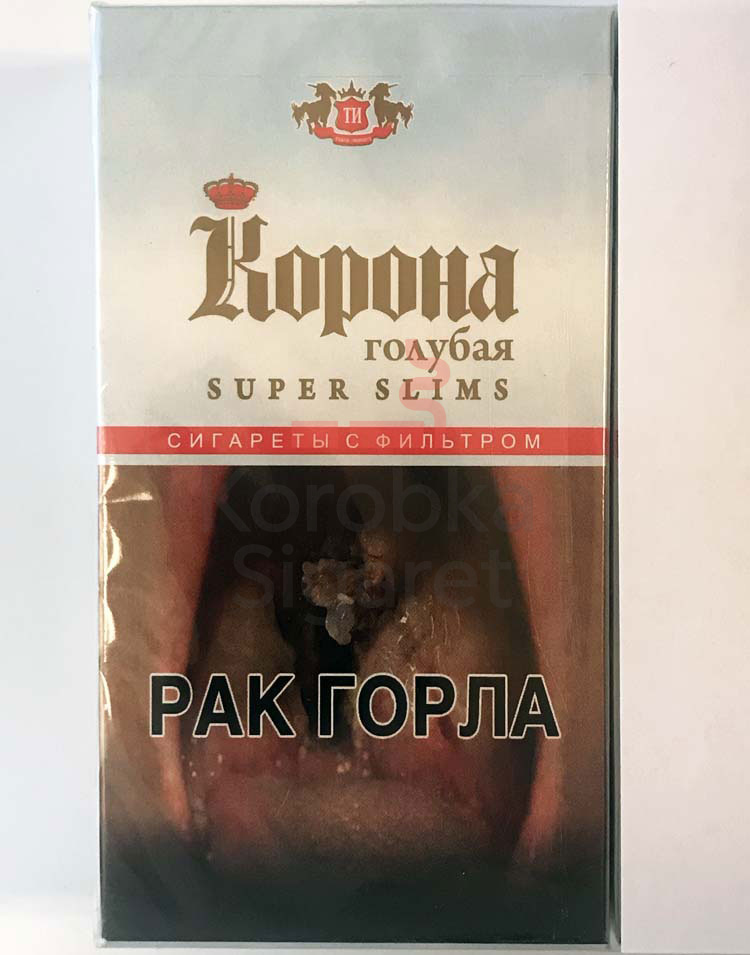 ТИ
Корона
голубая
SUPER SLIMS
СИГАРЕТЫ С ФИЛЬТРОМ
Korobka
Sigaret
РАК ГОРЛА